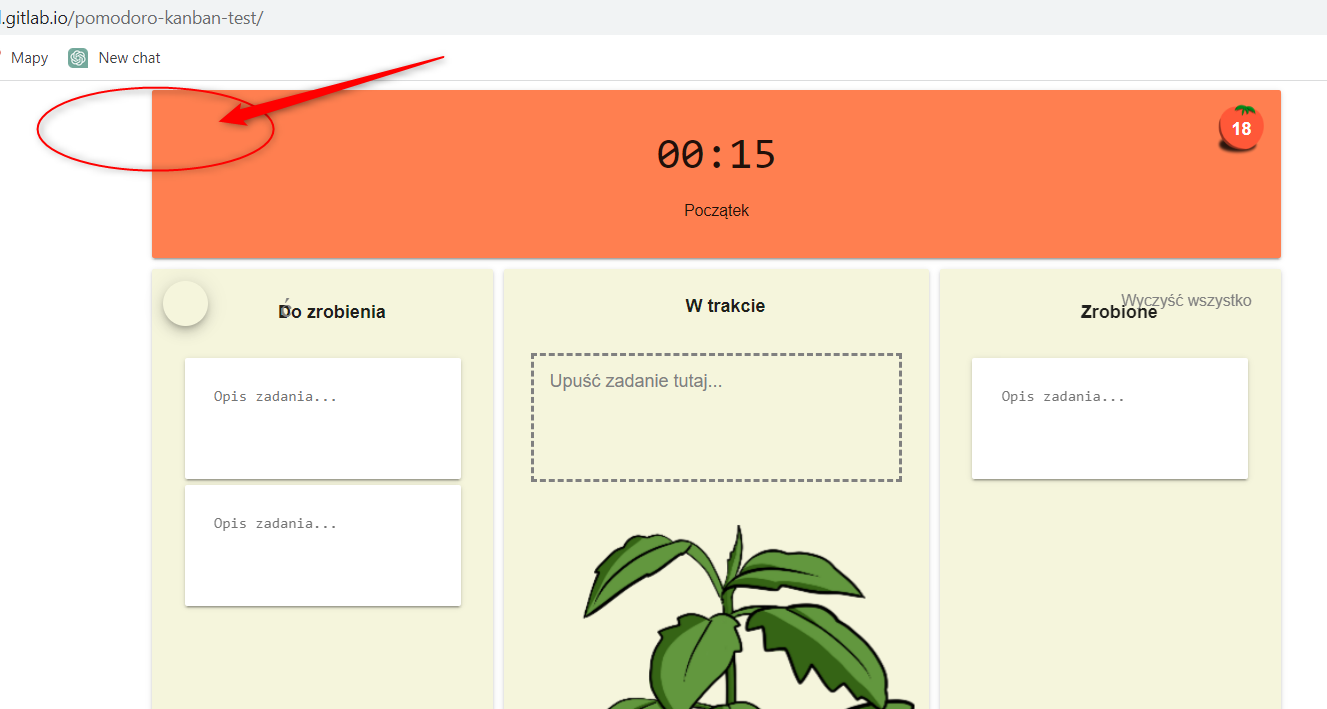 l.gitlab.io/pomodoro-kanban-test/
Mapy New chat
18
00:15
Początek
Do zrobienia
W trakcie
Wyczyść wszystko
Zrobione
Opis zadania...
Upuść zadanie tutaj...
Opis zadania...
Opis zadania...